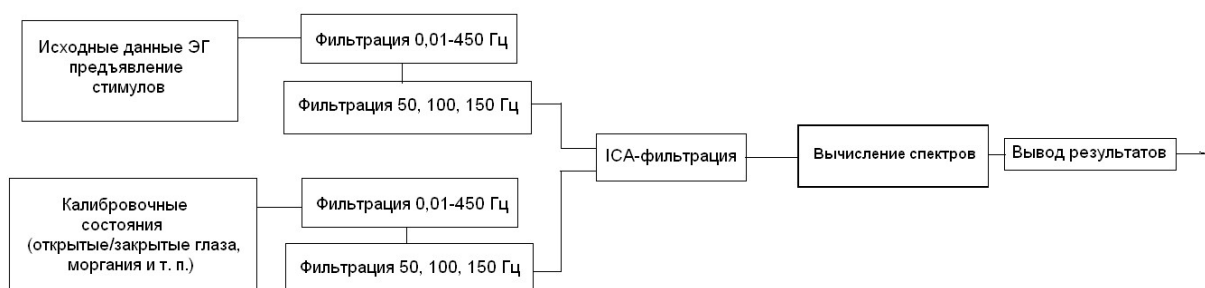 Исходные данные ЭГ
предъявление
стимулов
Фильтрация 0,01-450 Гц
Фильтрация 50, 100, 150 Гц
Калибровочные
состояния
(открытые/закрытые глаза,
моргания и т. п.)
Фильтрация 0,01-450 Гц
Фильтрация 50, 100, 150 Гц
ICA-фильтрация
Вычисление спектров
Вывод результатов